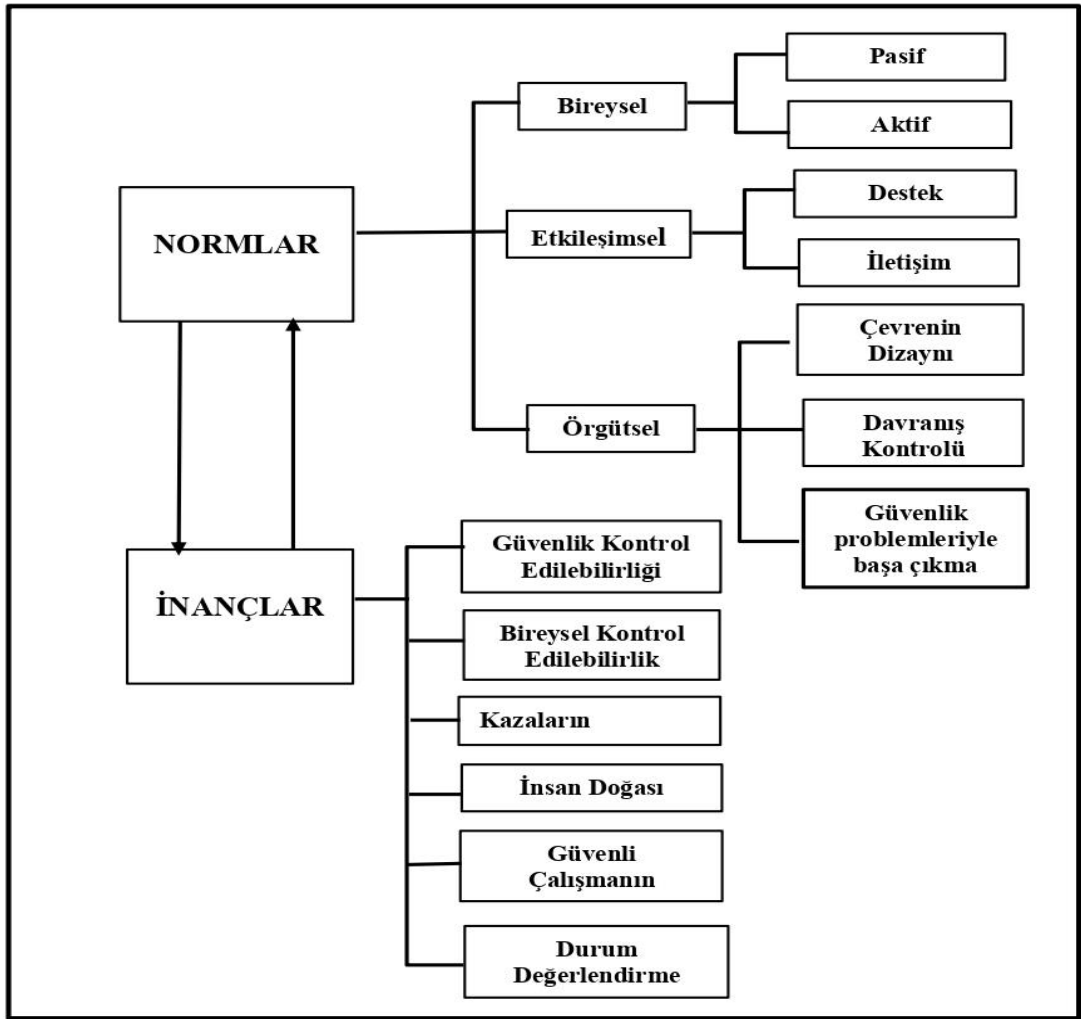 NORMLAR
Bireysel
Pasif
Aktif
Etkileşimsel
Destek
İletişim
Örgütsel
Çevrenin
Dizaynı
Davranış
Kontrolü
Güvenlik
problemleriyle
başa çıkma
İNANÇLAR
Güvenlik Kontrol
Edilebilirliği
Bireysel Kontrol
Edilebilirlik
Kazaların
İnsan Doğası
Güvenli
Çalışmanın
Durum
Değerlendirme